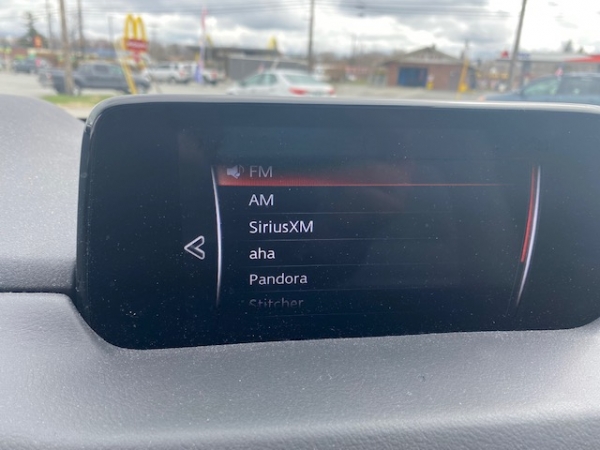 FM
AM
SiriusXM
aha
Pandora
Stitcher